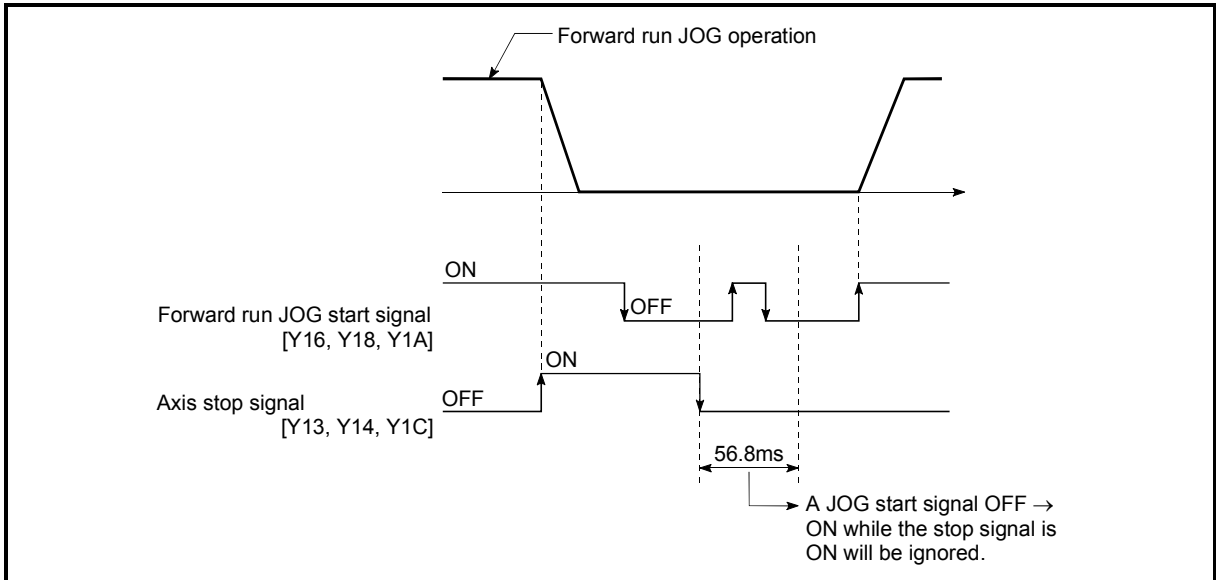 Forward run JOG operation
ON
Forward run JOG start signal
[Y16, Y18, Y1A]
OFF
ON
Axis stop signal
[Y13, Y14, Y1C]
OFF
56.8ms
A JOG start signal OFF →
ON while the stop signal is
ON will be ignored.